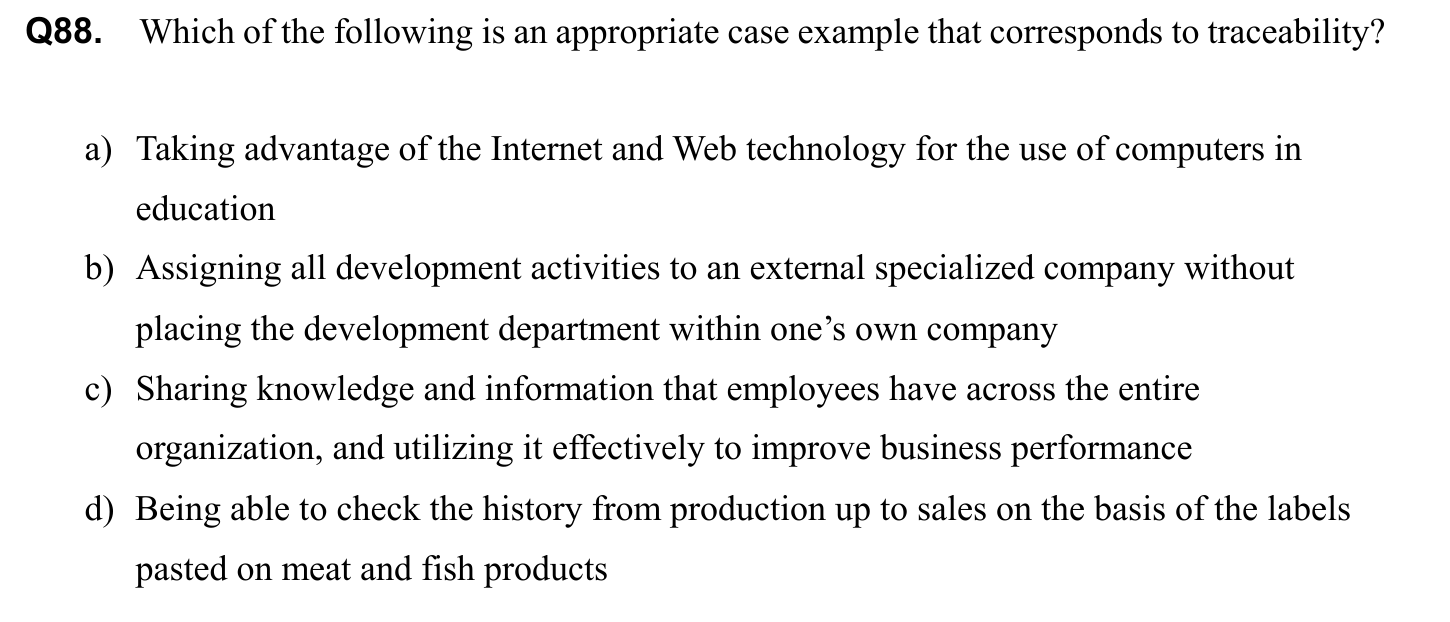 Q88. Which of the following is an appropriate case example that corresponds to traceability?
a) Taking advantage of the Internet and Web technology for the use of computers in
education
b) Assigning all development activities to an external specialized company without
placing the development department within one’s own company
c) Sharing knowledge and information that employees have across the entire
organization, and utilizing it effectively to improve business performance
d) Being able to check the history from production up to sales on the basis of the labels
pasted on meat and fish products